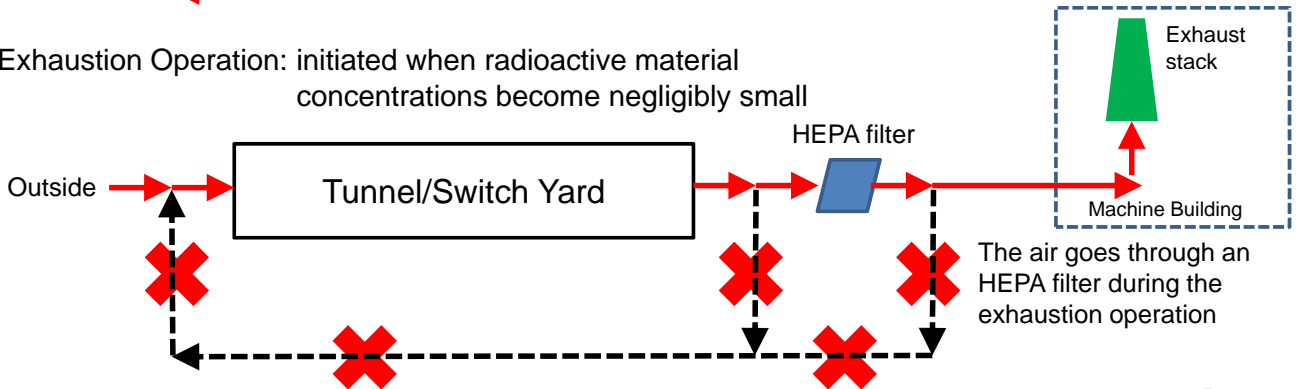 Exhaust
stack
Exhaustion Operation: initiated when radioactive material
concentrations become negligibly small
HEPA filter
Outside
Tunnel/Switch Yard
Machine Building
The air goes through an
HEPA filter during the
exhaustion operation